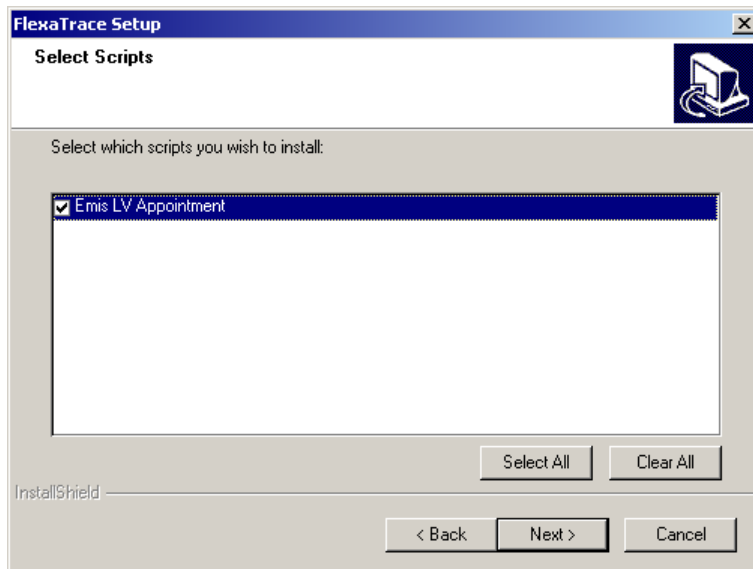 FlexaTrace Setup
Select Scripts
Select which scripts you wish to install:
Emis LV Appointment
Select All Clear All
InstallShield
< Back Next > Cancel